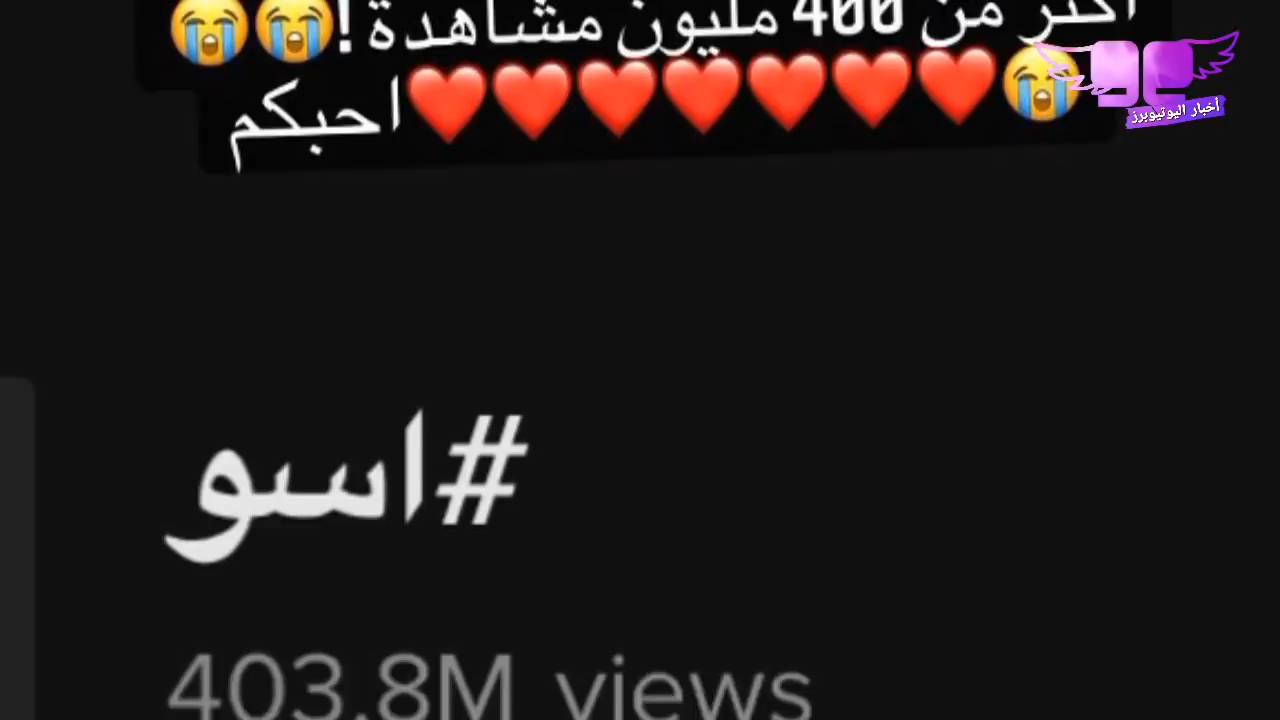 أكثر من 400 مليون مشاهدة !😭😭
😭❤️❤️❤️❤️❤️❤️❤️احبكم
أخبار اليوتيوبرز
#اسو
403.8M views